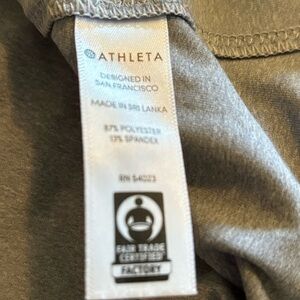 ATHLETA
DESIGNED IN
SAN FRANCISCO
MADE IN SRI LANKA
87% POLYESTER
13% SPANDEX
RN 54023
FAIR TRADE
CERTIFIED
FACTORY